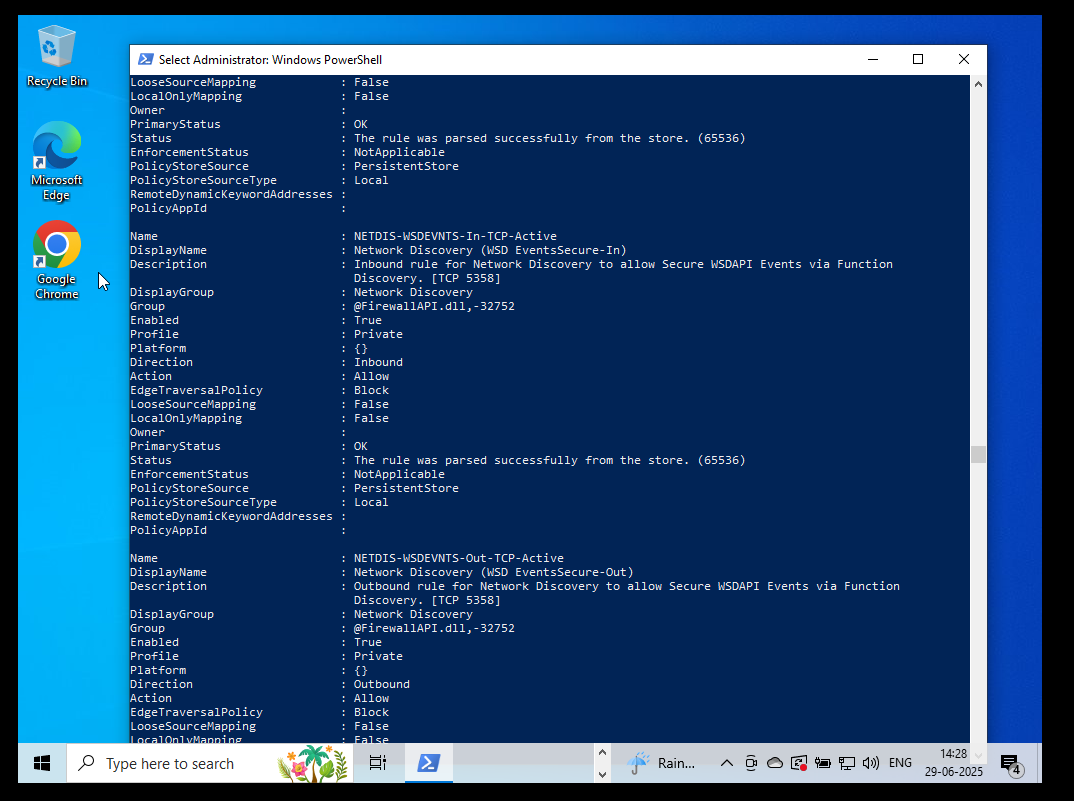 Recycle Bin
Microsoft
Edge
Google
Chrome
Select Administrator: Windows PowerShell
LooseSourceMapping : False
LocalOnlyMapping : False
Owner :
PrimaryStatus : OK
Status : The rule was parsed successfully from the store. (65536)
EnforcementStatus : NotApplicable
PolicyStoreSource : PersistentStore
PolicyStoreSourceType : Local
RemoteDynamicKeywordAddresses :
PolicyAppId :
Name : NETDIS-WSDEVNTS-In-TCP-Active
DisplayName : Network Discovery (WSD EventsSecure-In)
Description : Inbound rule for Network Discovery to allow Secure WSDAPI Events via Function
Discovery. [TCP 5358]
DisplayGroup : Network Discovery
Group : @FirewallAPI.dll,-32752
Enabled : True
Profile : Private
Platform : {}
Direction : Inbound
Action : Allow
EdgeTraversalPolicy : Block
LooseSourceMapping : False
LocalOnlyMapping : False
Owner :
PrimaryStatus : OK
Status : The rule was parsed successfully from the store. (65536)
EnforcementStatus : NotApplicable
PolicyStoreSource : PersistentStore
PolicyStoreSourceType : Local
RemoteDynamicKeywordAddresses :
PolicyAppId :
Name : NETDIS-WSDEVNTS-Out-TCP-Active
DisplayName : Network Discovery (WSD EventsSecure-Out)
Description : Outbound rule for Network Discovery to allow Secure WSDAPI Events via Function
Discovery. [TCP 5358]
DisplayGroup : Network Discovery
Group : @FirewallAPI.dll,-32752
Enabled : True
Profile : Private
Platform : {}
Direction : Outbound
Action : Allow
EdgeTraversalPolicy : Block
LooseSourceMapping : False
LocalOnlyMapping : False
Type here to search
Rain...
ENG
14:28
29-06-2025
4